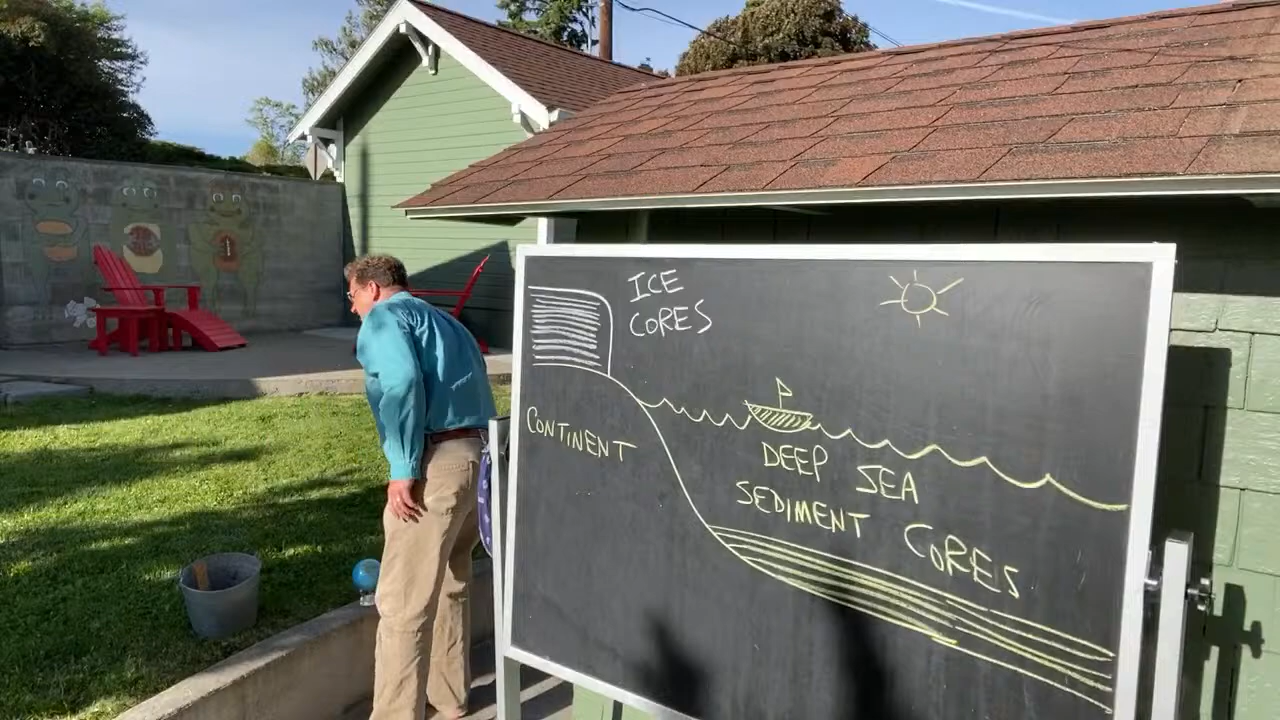 ICE
CORES
CONTINENT
DEEP SEA
SEDIMENT CORES